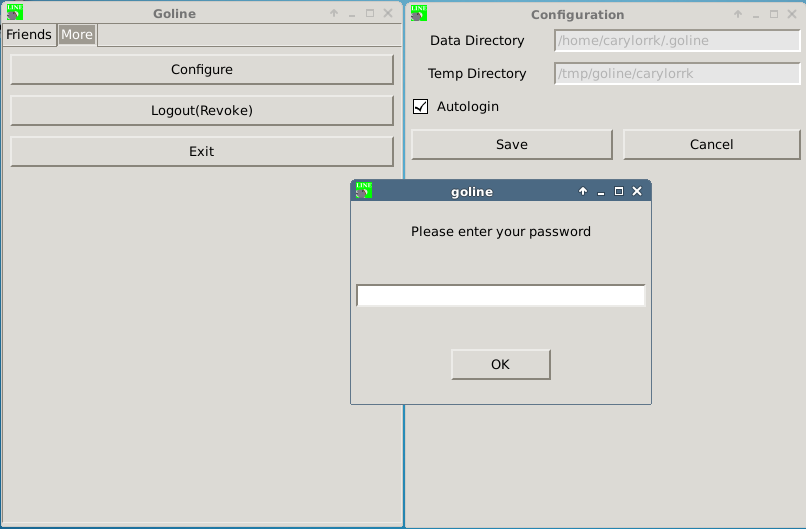 LINE
Goline
Friends
More
Configure
Logout(Revoke)
Exit
LINE
Configuration
Data Directory
/home/carylorrk/.goline
Temp Directory
/tmp/goline/carylorrk
Autologin
Save
Cancel
LINE
goline
Please enter your password
OK